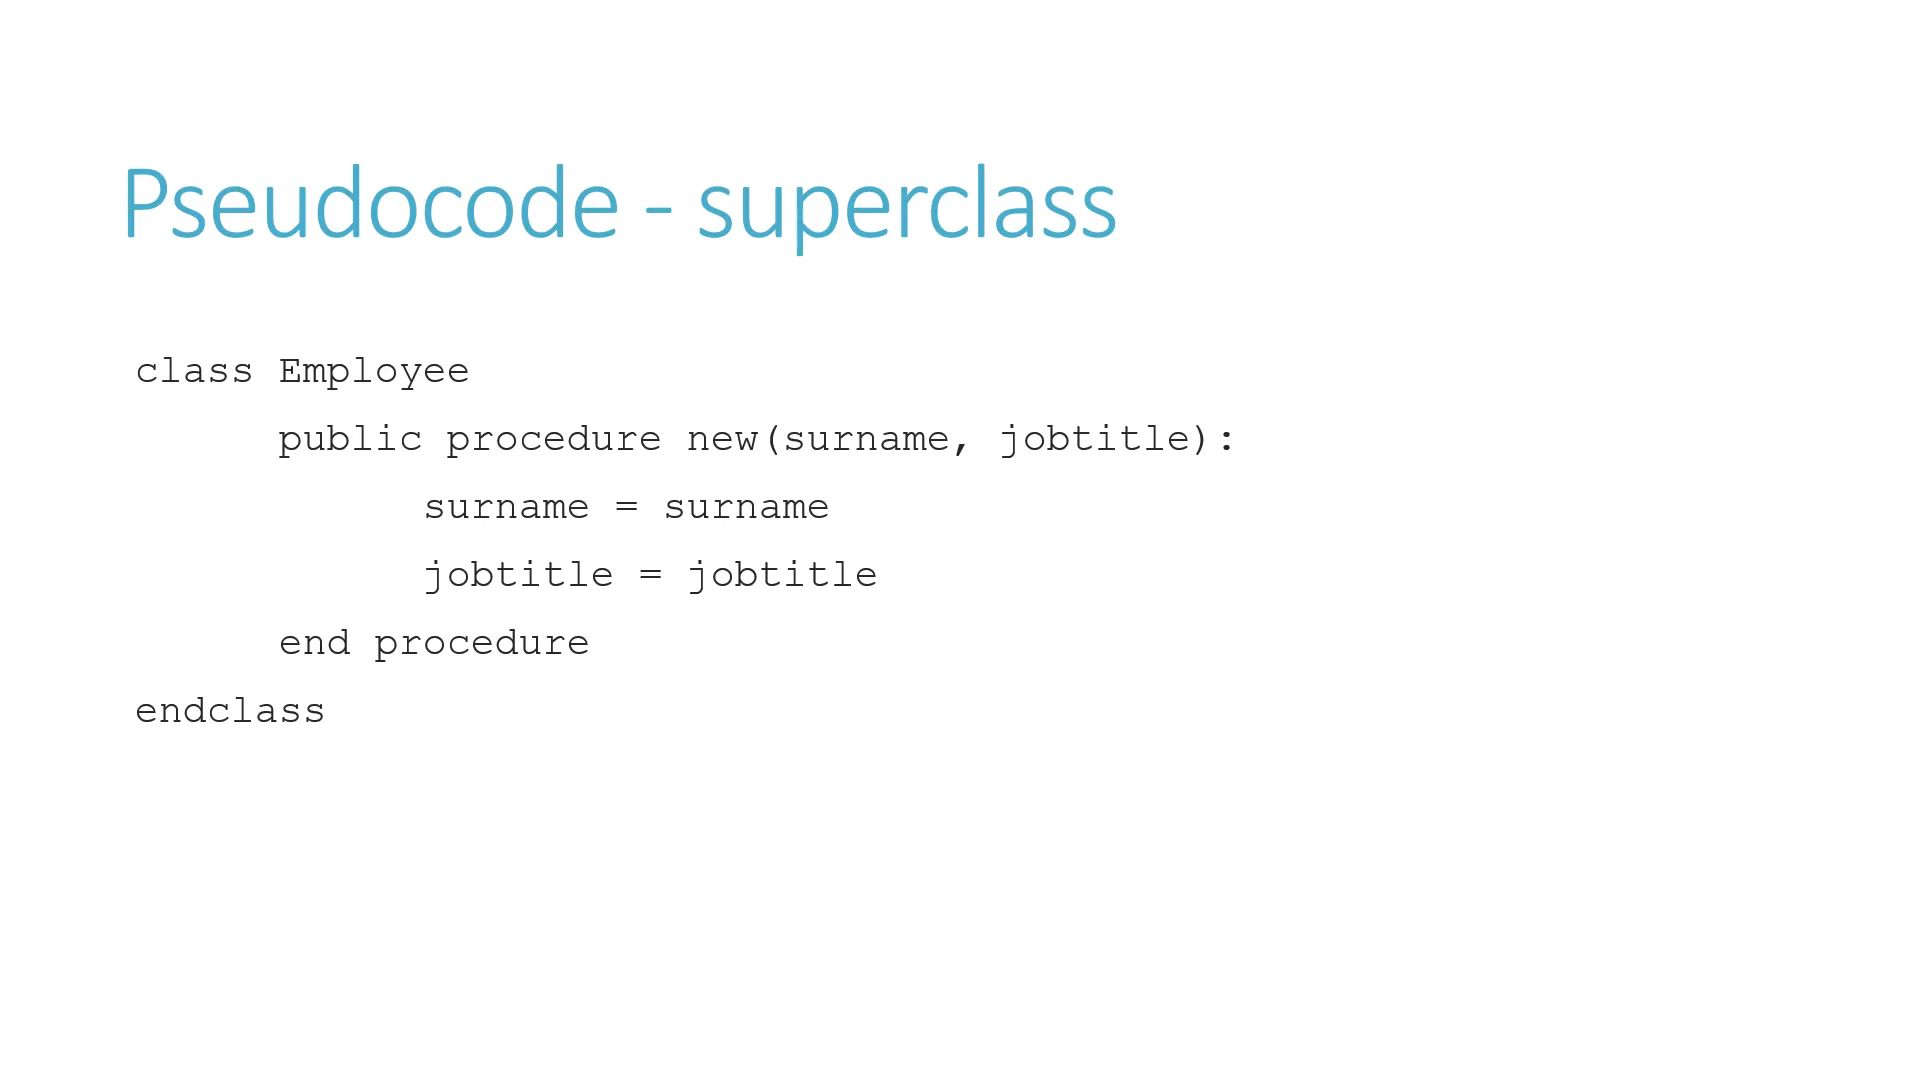 Pseudocode - superclass
class Employee
public procedure new(surname, jobtitle):
surname = surname
jobtitle = jobtitle
end procedure
endclass